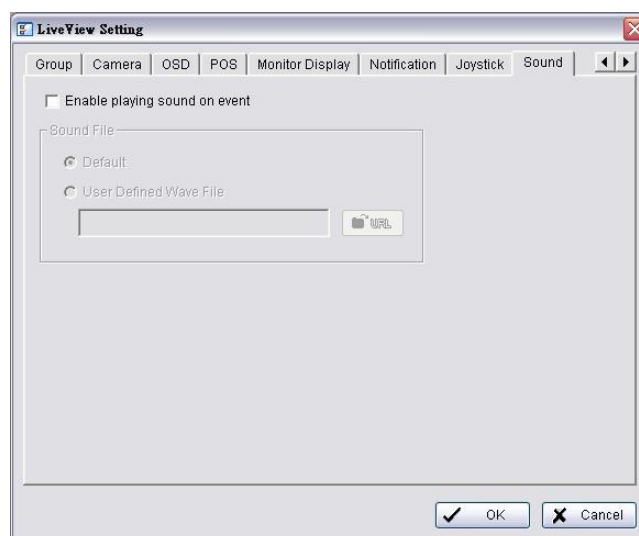 LiveView Setting
Group Camera OSD POS Monitor Display Notification Joystick Sound
Enable playing sound on event
Sound File
Default
User Defined Wave File
URL
OK Cancel